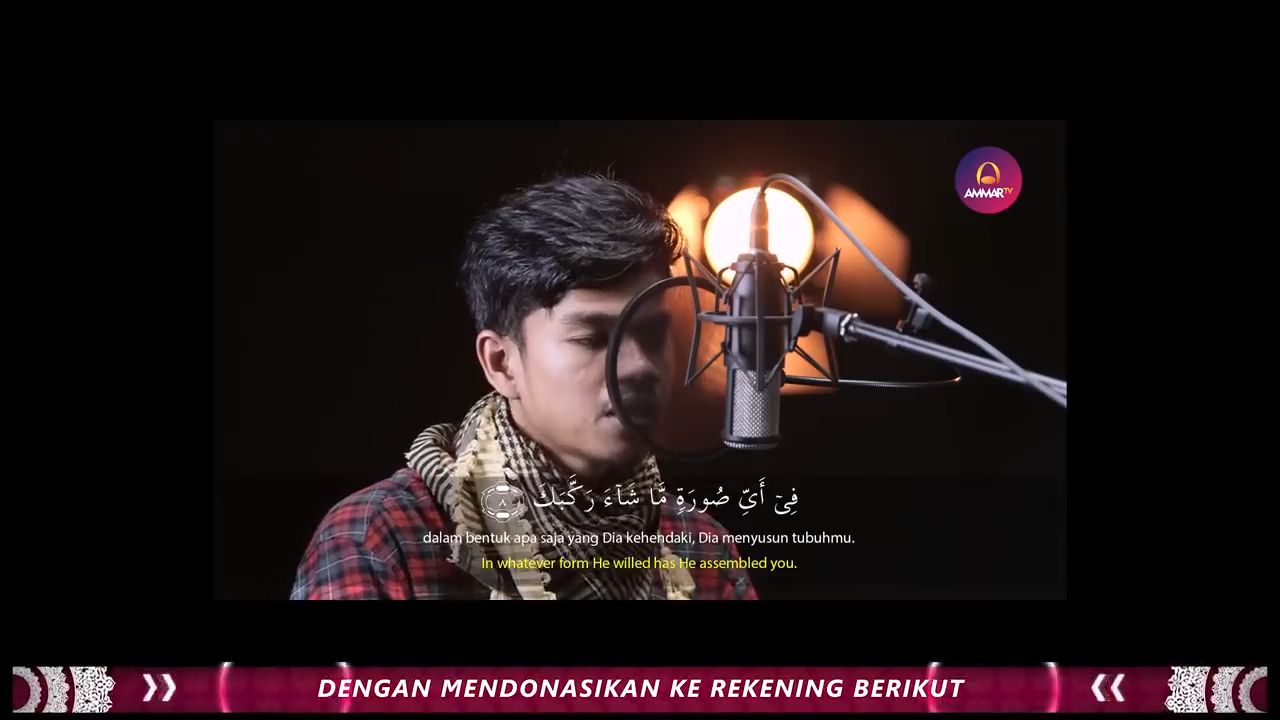 AMMAR TV
فِىٓ أَىِّ صُورَةٍ مَّا شَآءَ رَكَّبَكَ ٨
dalam bentuk apa saja yang Dia kehendaki, Dia menyusun tubuhmu.
In whatever form He willed has He assembled you.
DENGAN MENDONASIKAN KE REKENING BERIKUT